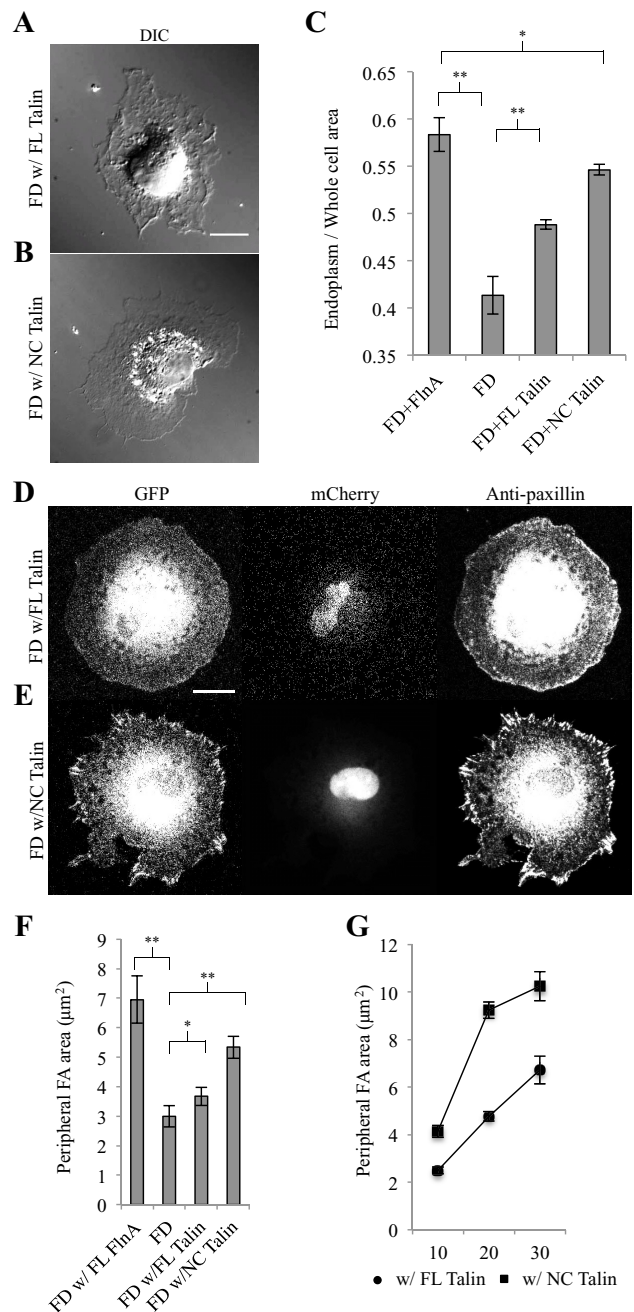 A
DIC
FD w/ FL Talin
B
FD w/ NC Talin
C
Endoplasm / Whole cell area
0.65
0.6
0.55
0.5
0.45
0.4
0.35
*
**
**
FD+FlnA
FD
FD+FL Talin
FD+NC Talin
D
GFP
mCherry
Anti-paxillin
FD w/FL Talin
E
FD w/NC Talin
F
Peripheral FA area (μm²)
9
8
7
6
5
4
3
2
1
0
**
**
*
FD w/ FL FlnA
FD
FD w/FL Talin
FD w/NC Talin
G
Peripheral FA area (μm²)
12
10
8
6
4
2
0
10 20 30
w/ FL Talin
w/ NC Talin